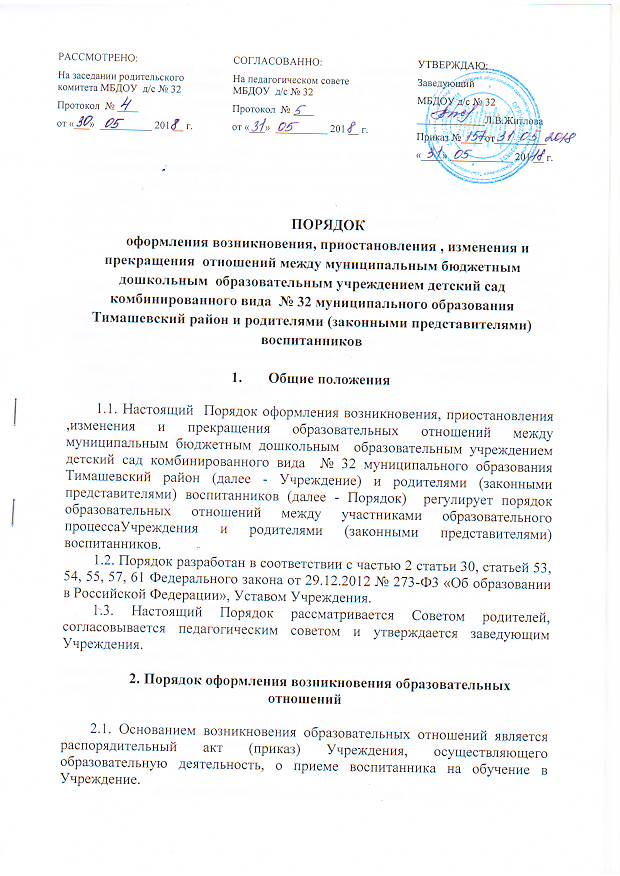 РАССМОТРЕНО:
На заседании родительского
комитета МБДОУ д/с № 32
Протокол № 4
от «30» 05 2018 г.
СОГЛАСОВАННО:
На педагогическом совете
МБДОУ д/с № 32
Протокол № 5
от «31» 05 2018 г.
УТВЕРЖДАЮ:
Заведующий
МБДОУ д/с № 32
Л.В.Житлова
Приказ № 157 от 31.05.2018
«31» 05 2018 г.
ПОРЯДОК
оформления возникновения, приостановления , изменения и
прекращения отношений между муниципальным бюджетным
дошкольным образовательным учреждением детский сад
комбинированного вида № 32 муниципального образования
Тимашевский район и родителями (законными представителями)
воспитанников
1. Общие положения
1.1. Настоящий Порядок оформления возникновения, приостановления
,изменения и прекращения образовательных отношений между
муниципальным бюджетным дошкольным образовательным учреждением
детский сад комбинированного вида № 32 муниципального образования
Тимашевский район (далее - Учреждение) и родителями (законными
представителями) воспитанников (далее - Порядок) регулирует порядок
образовательных отношений между участниками образовательного
процессаУчреждения и родителями (законными представителями)
воспитанников.
1.2. Порядок разработан в соответствии с частью 2 статьи 30, статьей 53,
54, 55, 57, 61 Федерального закона от 29.12.2012 № 273-ФЗ «Об образовании
в Российской Федерации», Уставом Учреждения.
1.3. Настоящий Порядок рассматривается Советом родителей,
согласовывается педагогическим советом и утверждается заведующим
Учреждения.
2. Порядок оформления возникновения образовательных
отношений
2.1. Основанием возникновения образовательных отношений является
распорядительный акт (приказ) Учреждения, осуществляющего
образовательную деятельность, о приеме воспитанника на обучение в
Учреждение.